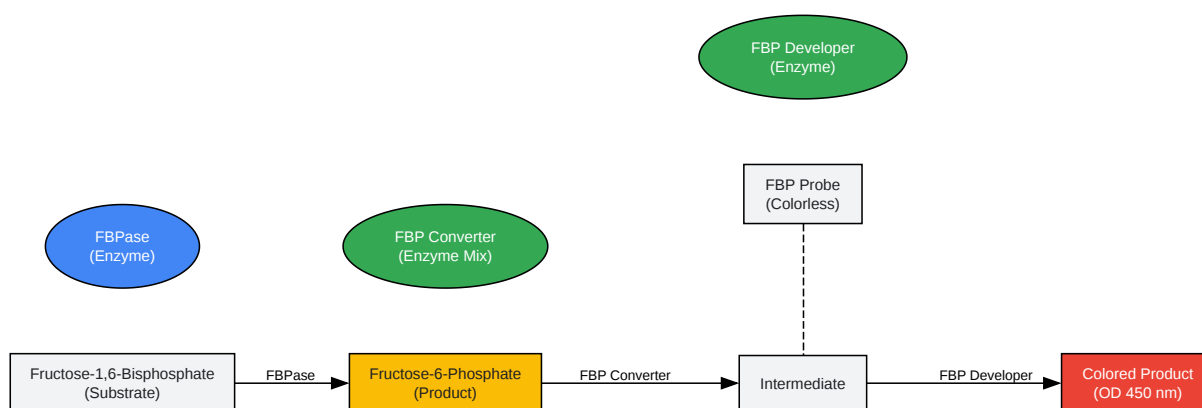 FBP Developer
(Enzyme)
FBP Probe
(Colorless)
FBPase
(Enzyme)
FBP Converter
(Enzyme Mix)
Fructose-1,6-Bisphosphate
(Substrate)
FBPase
Fructose-6-Phosphate
(Product)
FBP Converter
Intermediate
FBP Developer
Colored Product
(OD 450 nm)